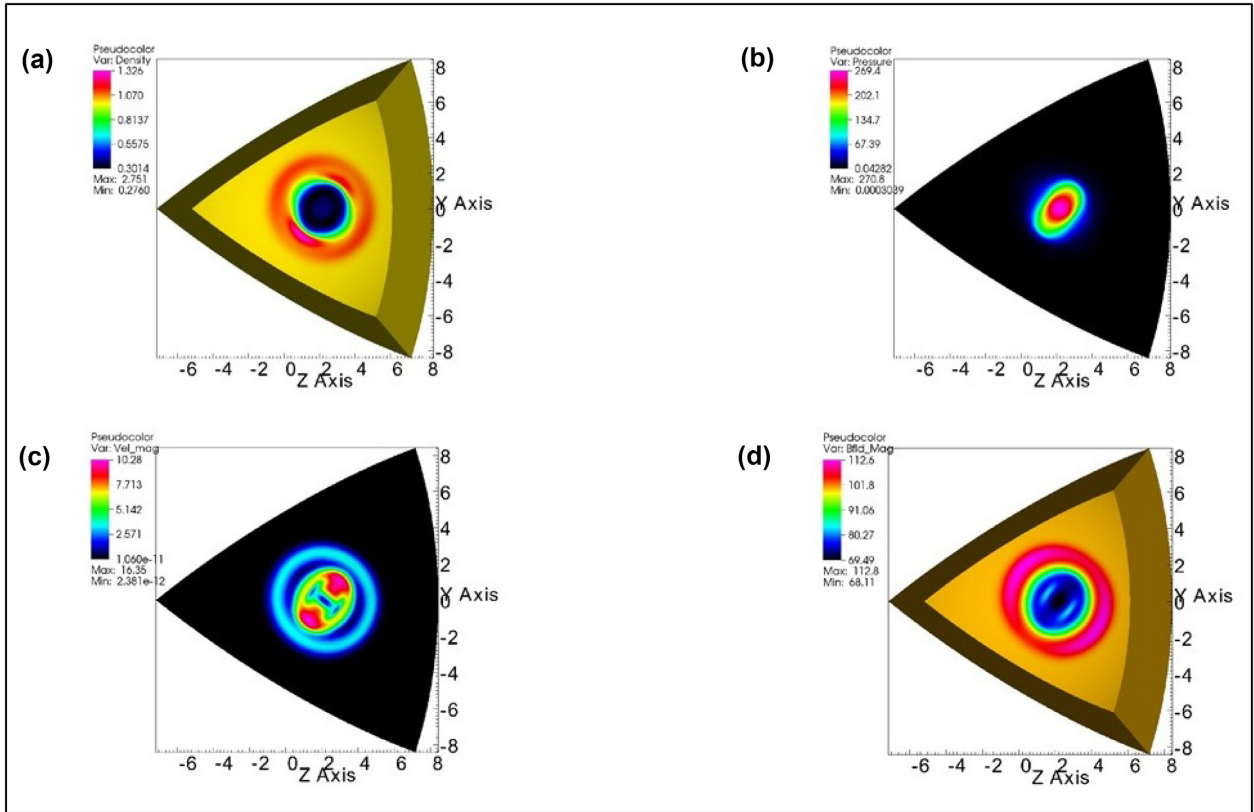 (a)
Pseudocolor
Var: Density
1.326
1.070
0.8137
0.5575
0.3014
Max: 2.751
Min: 0.2760
8
6
4
2
Y Axis
0
-2
-4
-6
-8
-6 -4 -2 0 2 4 6 8
Z Axis
(b)
Pseudocolor
Var: Pressure
269.4
202.1
134.7
67.39
0.04282
Max: 270.8
Min: 0.0003039
8
6
4
2
Y Axis
0
-2
-4
-6
-8
-6 -4 -2 0 2 4 6 8
Z Axis
(c)
Pseudocolor
Var: Vel_mag
10.28
7.713
5.142
2.571
1.060e-11
Max: 16.35
Min: 2.381e-12
8
6
4
2
Y Axis
0
-2
-4
-6
-8
-6 -4 -2 0 2 4 6 8
Z Axis
(d)
Pseudocolor
Var: Bfld_Mag
112.6
101.8
91.06
80.27
69.49
Max: 112.8
Min: 68.11
8
6
4
2
Y Axis
0
-2
-4
-6
-8
-6 -4 -2 0 2 4 6 8
Z Axis